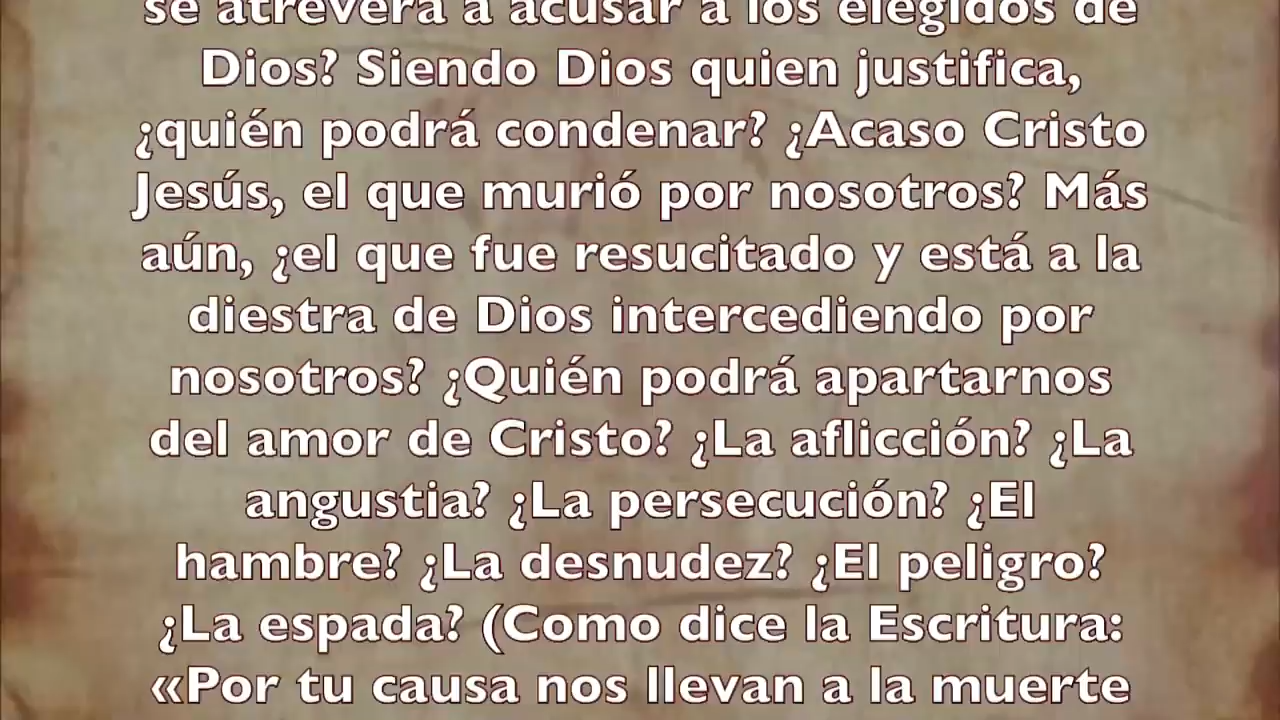 se atreverá a acusar a los elegidos de
Dios? Siendo Dios quien justifica,
¿quién podrá condenar? ¿Acaso Cristo
Jesús, el que murió por nosotros? Más
aún, ¿el que fue resucitado y está a la
diestra de Dios intercediendo por
nosotros? ¿Quién podrá apartarnos
del amor de Cristo? ¿La aflicción? ¿La
angustia? ¿La persecución? ¿El
hambre? ¿La desnudez? ¿El peligro?
¿La espada? (Como dice la Escritura:
«Por tu causa nos llevan a la muerte